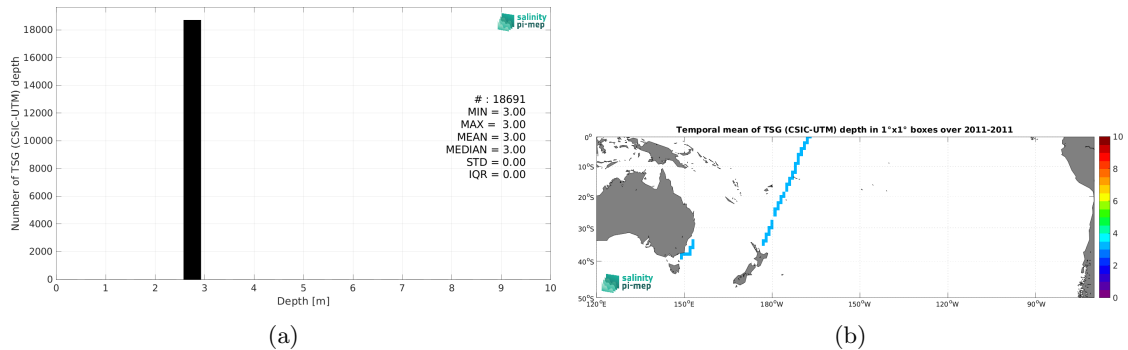 salinity
pi-mep
18000
16000
14000
12000
10000
8000
6000
4000
2000
0
Number of TSG (CSIC-UTM) depth
# : 18691
MIN = 3.00
MAX = 3.00
MEAN = 3.00
MEDIAN = 3.00
STD = 0.00
IQR = 0.00
0 1 2 3 4 5 6 7 8 9 10
Depth [m]
(a)
Temporal mean of TSG (CSIC-UTM) depth in 1°x1° boxes over 2011-2011
0°
10°S
20°S
30°S
40°S
50°S
120°E 150°E 180°W 150°W 120°W 90°W
10
8
6
4
2
0
salinity
pi-mep
(b)